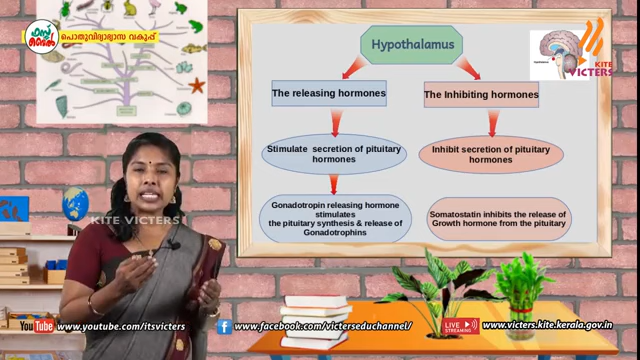 ഫസ്റ്റ് ബെൽ
പൊതുവിദ്യാഭ്യാസ വകുപ്പ്
KITE
VICTERS
Hypothalamus
The releasing hormones
The Inhibiting hormones
Stimulate secretion of pituitary
hormones
Inhibit secretion of pituitary
hormones
Gonadotropin releasing hormone
stimulates
the pituitary synthesis & release of
Gonadotrophins
Somatostatin inhibits the release of
Growth hormone from the pituitary
KITE VICTERS
YouTube www.youtube.com/itsvicters
f www.facebook.com/victerseduchannel/
LIVE
STREAMING
www.victers.kite.kerala.gov.in